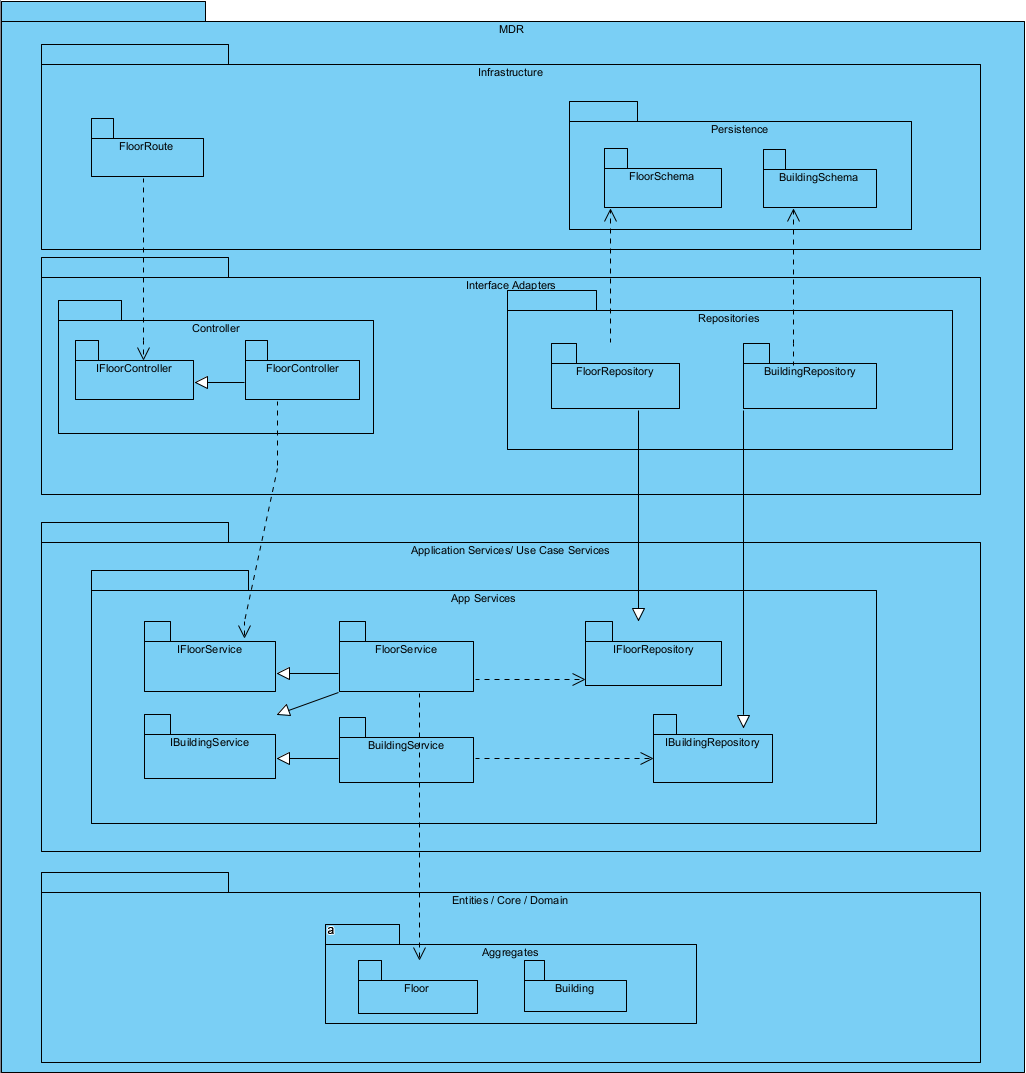 MDR
Infrastructure
Persistence
FloorRoute
FloorSchema
BuildingSchema
Interface Adapters
Repositories
Controller
IFloorController
FloorController
FloorRepository
BuildingRepository
Application Services/ Use Case Services
App Services
IFloorService
FloorService
IFloorRepository
IBuildingService
BuildingService
IBuildingRepository
Entities / Core / Domain
a
Aggregates
Floor
Building